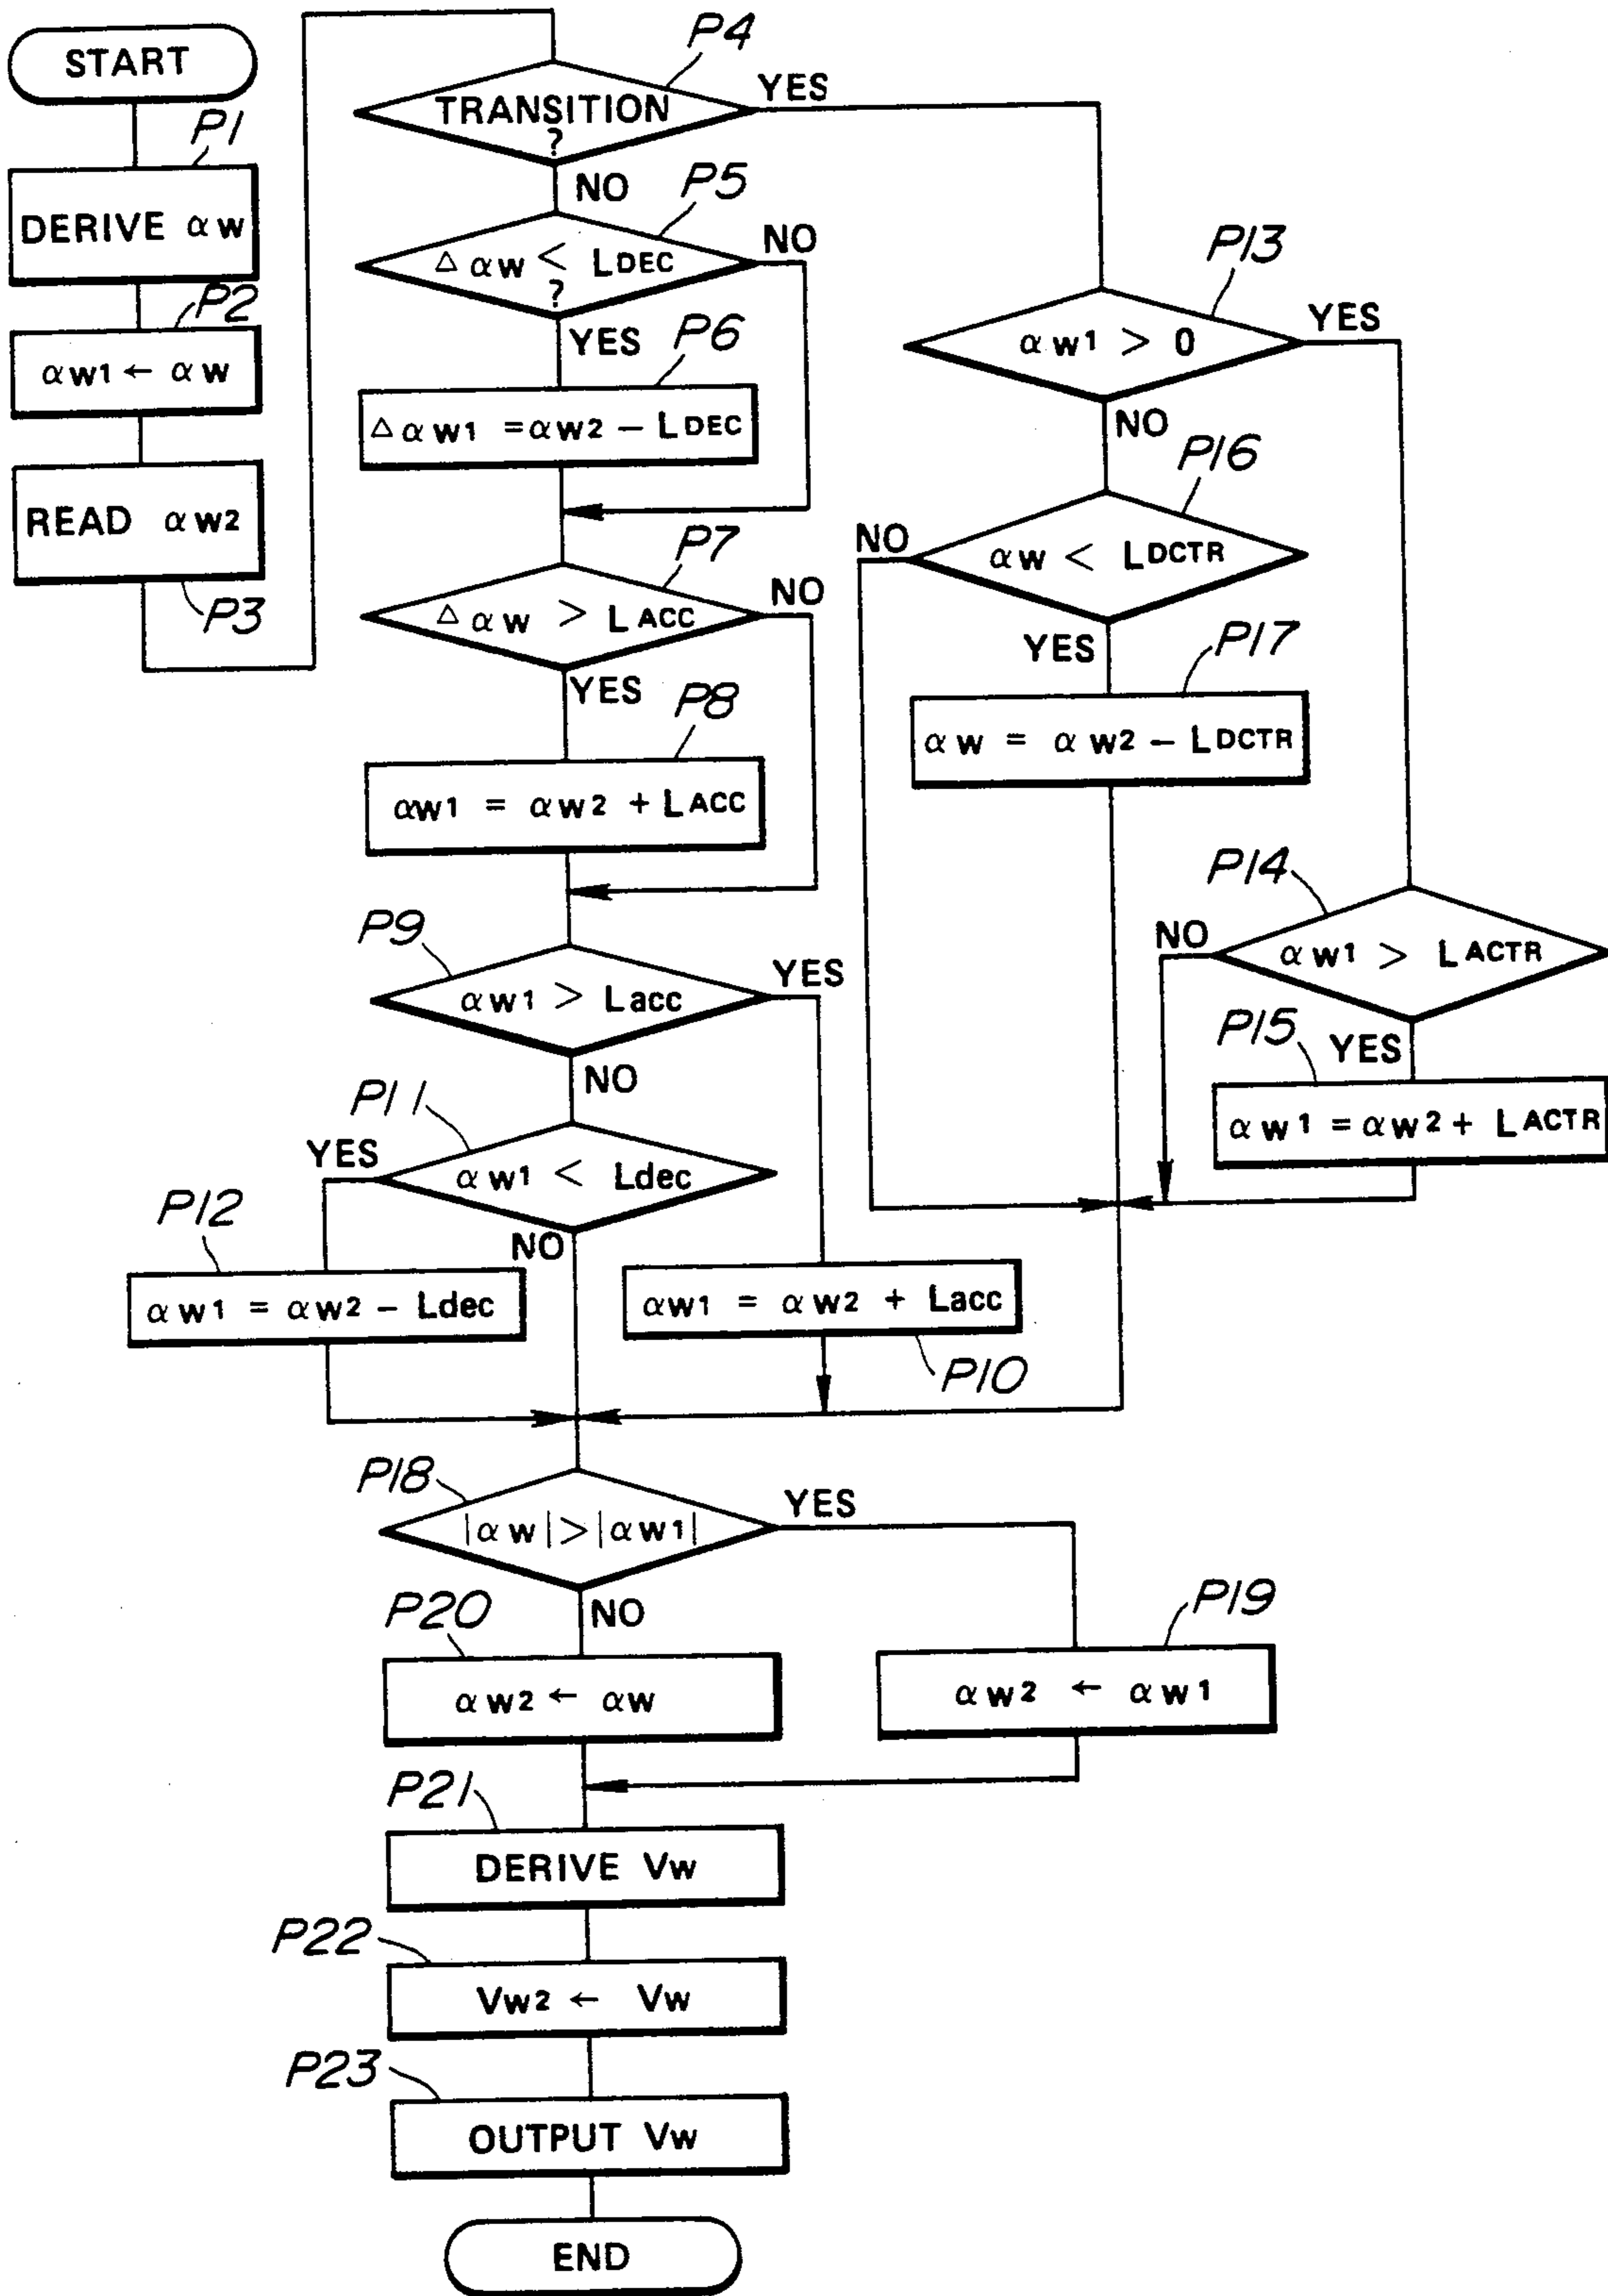 START
P1
DERIVE αw
P2
αw1 ← αw
READ αw2
P3
P4
TRANSITION
?
YES
NO
P5
△αw < LDEC
?
NO
YES
P6
△αw1 = αw2 − LDEC
P7
△αw > LACC
NO
YES
P8
αw1 = αw2 + LACC
P9
αw1 > Lacc
YES
NO
P11
YES
αw1 < Ldec
NO
P12
αw1 = αw2 − Ldec
αw1 = αw2 + Lacc
P10
P13
αw1 > 0
YES
NO
P16
NO
αw < LDCTR
YES
P17
αw = αw2 − LDCTR
P14
NO
αw1 > LACTR
P15
YES
αw1 = αw2 + LACTR
P18
|αw| > |αw1|
YES
NO
P19
αw2 ← αw1
P20
αw2 ← αw
P21
DERIVE Vw
P22
Vw2 ← Vw
P23
OUTPUT Vw
END